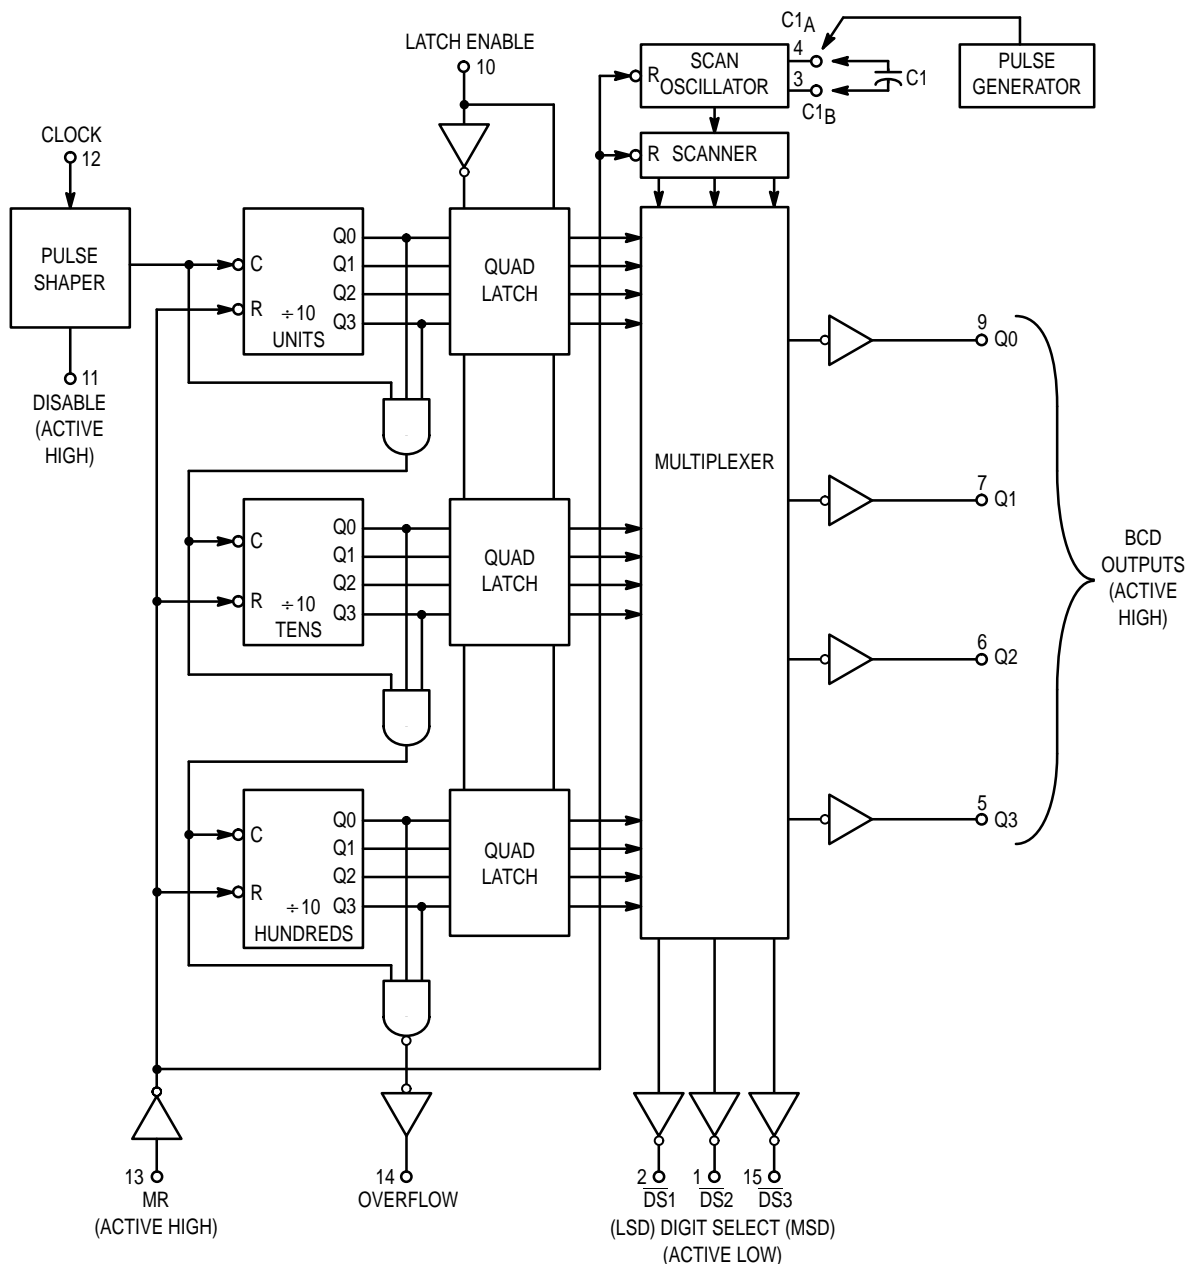 LATCH ENABLE
10
C1A
4
3
C1B
C1
SCAN
OSCILLATOR
R
PULSE
GENERATOR
CLOCK
12
R SCANNER
PULSE
SHAPER
11
DISABLE
(ACTIVE
HIGH)
C
R
÷10
UNITS
Q0
Q1
Q2
Q3
QUAD
LATCH
MULTIPLEXER
9
Q0
7
Q1
6
Q2
5
Q3
BCD
OUTPUTS
(ACTIVE
HIGH)
C
R
÷10
TENS
Q0
Q1
Q2
Q3
QUAD
LATCH
C
R
÷10
HUNDREDS
Q0
Q1
Q2
Q3
QUAD
LATCH
13
MR
(ACTIVE HIGH)
14
OVERFLOW
2
DS1
1
DS2
15
DS3
(LSD) DIGIT SELECT (MSD)
(ACTIVE LOW)